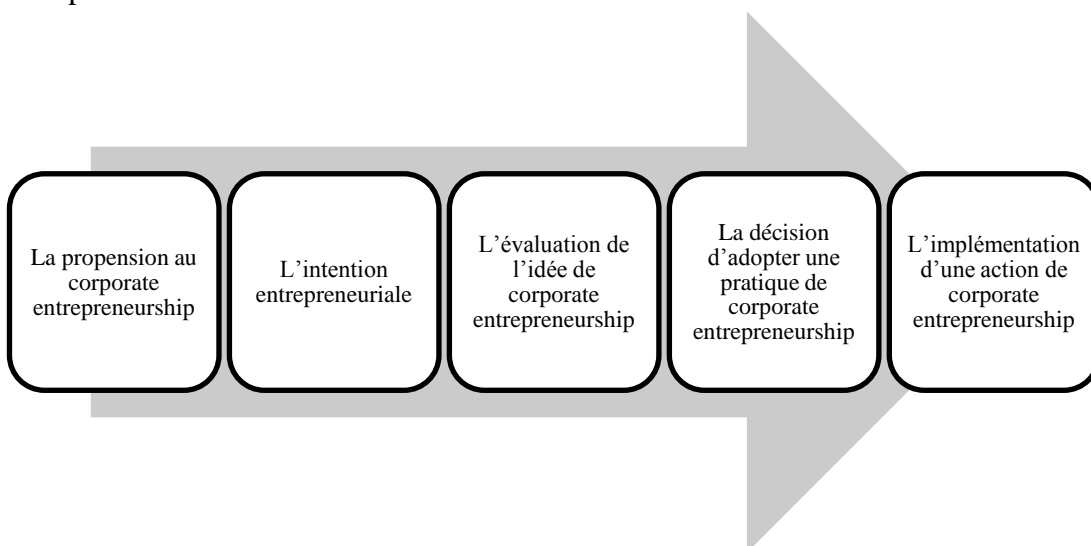 La propension au
corporate
entrepreneurship
L’intention
entrepreneuriale
L’évaluation de
l’idée de
corporate
entrepreneurship
La décision
d’adopter une
pratique de
corporate
entrepreneurship
L’implémentation
d’une action de
corporate
entrepreneurship